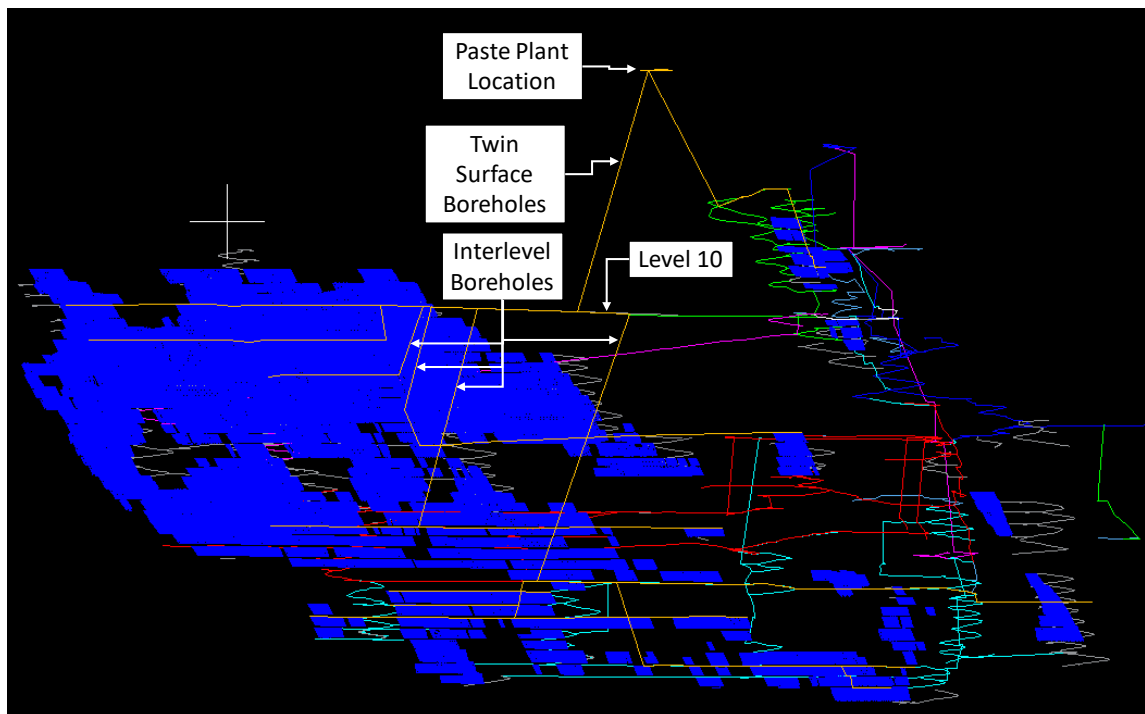 Paste Plant
Location
Twin
Surface
Boreholes
Interlevel
Boreholes
Level 10